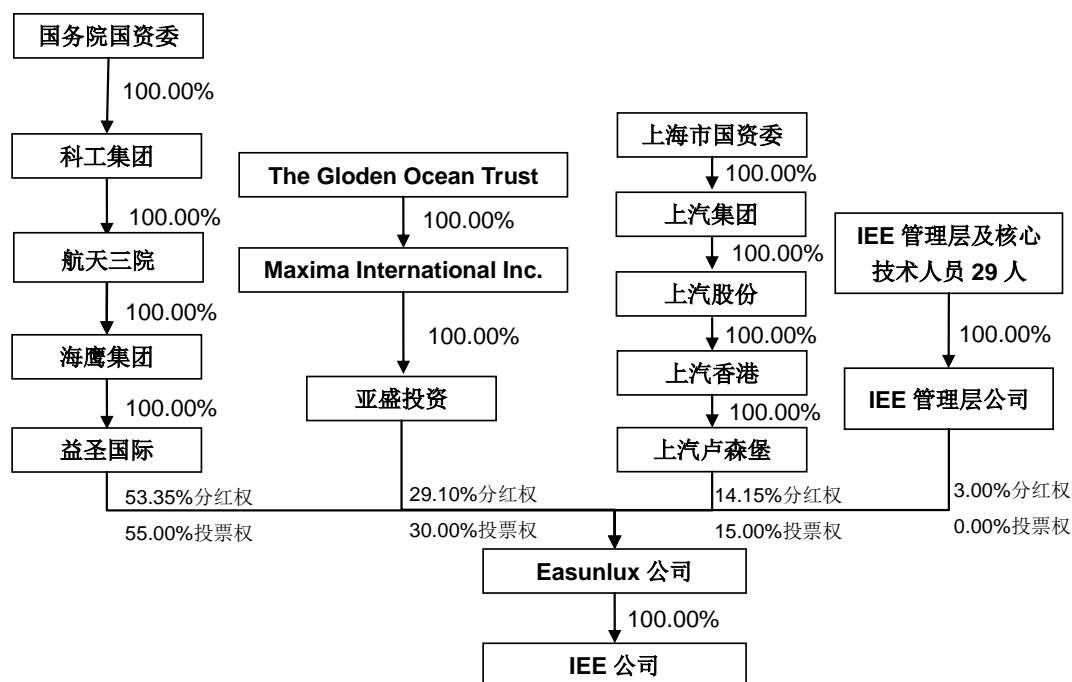 国务院国资委
100.00%
科工集团
100.00%
航天三院
100.00%
海鹰集团
100.00%
益圣国际
53.35%分红权
55.00%投票权
The Gloden Ocean Trust
100.00%
Maxima International Inc.
100.00%
亚盛投资
29.10%分红权
30.00%投票权
上海市国资委
100.00%
上汽集团
100.00%
上汽股份
100.00%
上汽香港
100.00%
上汽卢森堡
14.15%分红权
15.00%投票权
IEE 管理层及核心
技术人员 29 人
100.00%
IEE 管理层公司
3.00%分红权
0.00%投票权
Easunlux 公司
100.00%
IEE 公司